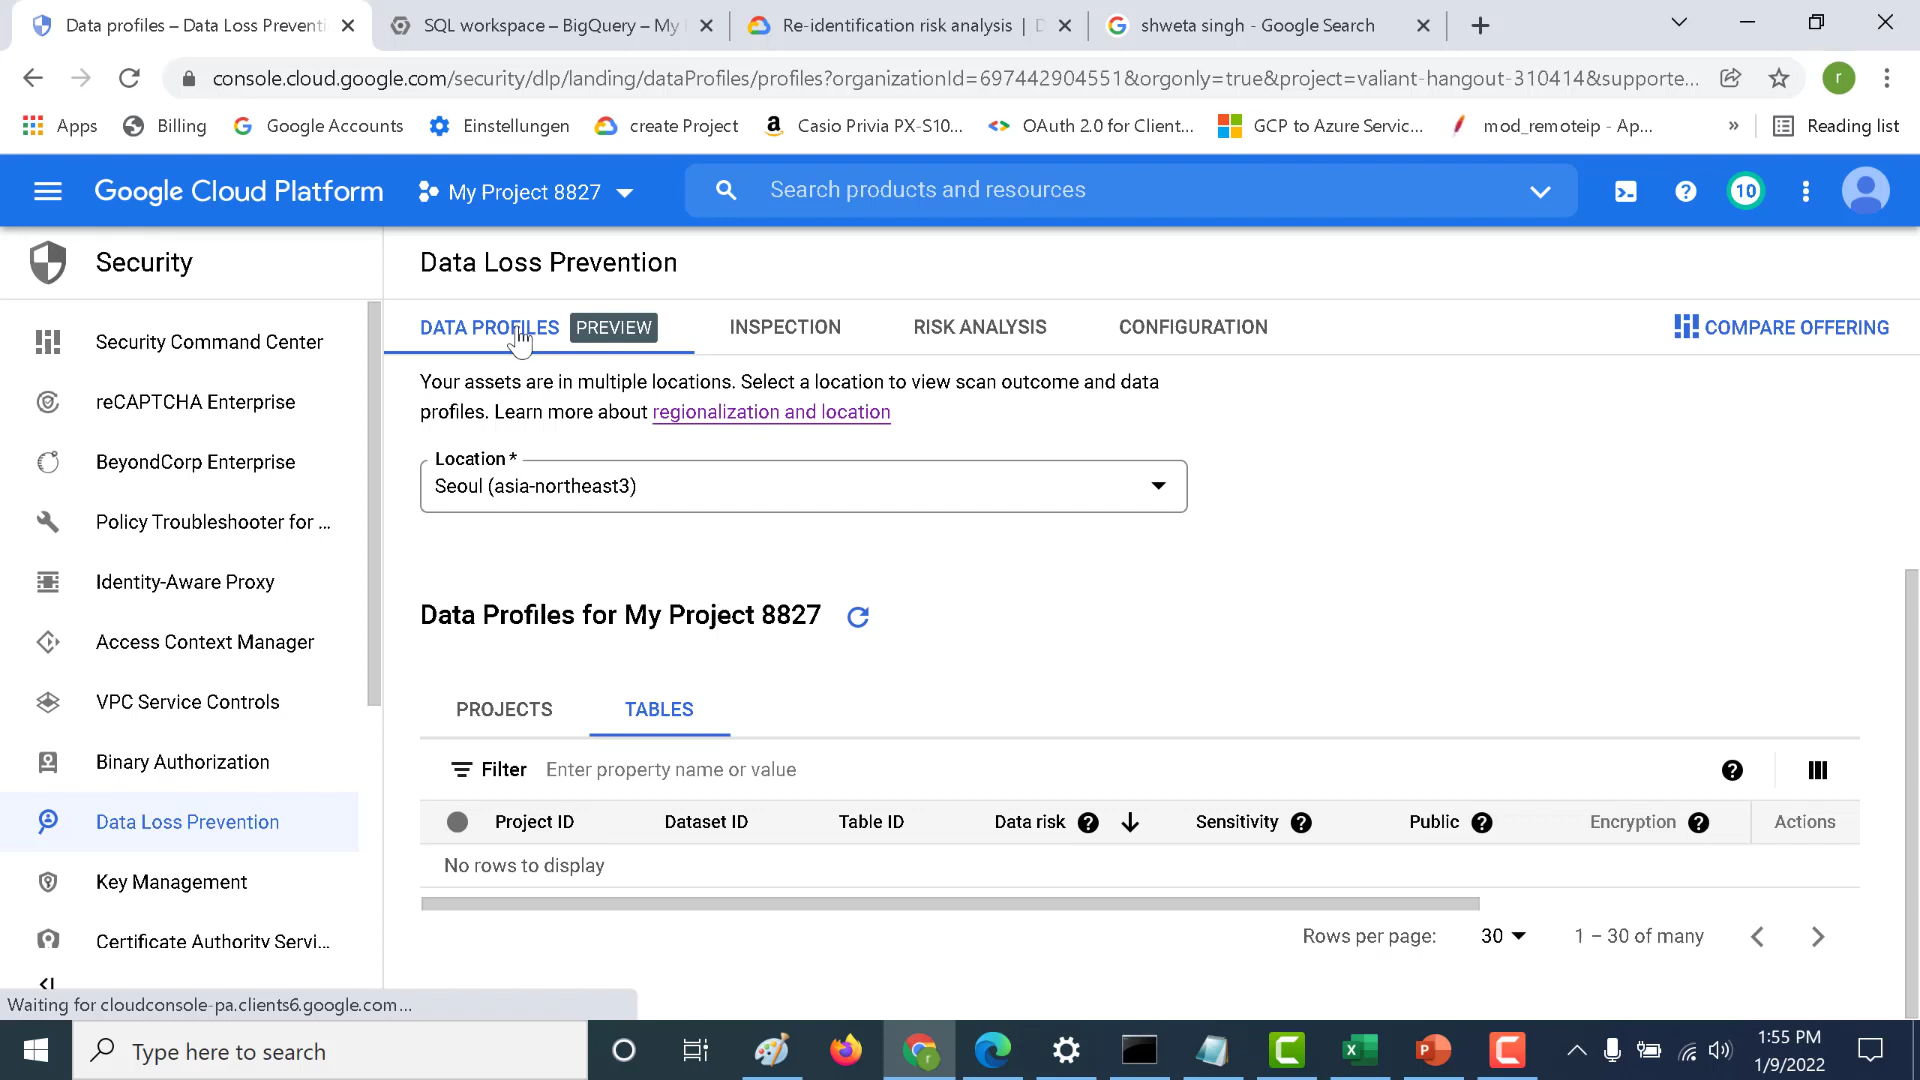 Data profiles – Data Loss Preventi
SQL workspace – BigQuery – My
Re-identification risk analysis | D
shweta singh - Google Search
console.cloud.google.com/security/dlp/landing/dataProfiles/profiles?organizationId=697442904551&orgonly=true&project=valiant-hangout-310414&supporte...
r
Apps
Billing
Google Accounts
Einstellungen
create Project
Casio Privia PX-S10...
OAuth 2.0 for Client...
GCP to Azure Servic...
mod_remoteip - Ap...
»
Reading list
Google Cloud Platform
My Project 8827
Search products and resources
10
Security
Data Loss Prevention
Security Command Center
reCAPTCHA Enterprise
BeyondCorp Enterprise
Policy Troubleshooter for ...
Identity-Aware Proxy
Access Context Manager
VPC Service Controls
Binary Authorization
Data Loss Prevention
Key Management
Certificate Authority Servi...
DATA PROFILES PREVIEW
INSPECTION
RISK ANALYSIS
CONFIGURATION
COMPARE OFFERING
Your assets are in multiple locations. Select a location to view scan outcome and data
profiles. Learn more about regionalization and location
Location *
Seoul (asia-northeast3)
Data Profiles for My Project 8827
PROJECTS
TABLES
Filter Enter property name or value
Project ID Dataset ID Table ID Data risk Sensitivity Public Encryption Actions
No rows to display
Rows per page: 30 1 – 30 of many
Waiting for cloudconsole-pa.clients6.google.com...
Type here to search
1:55 PM
1/9/2022